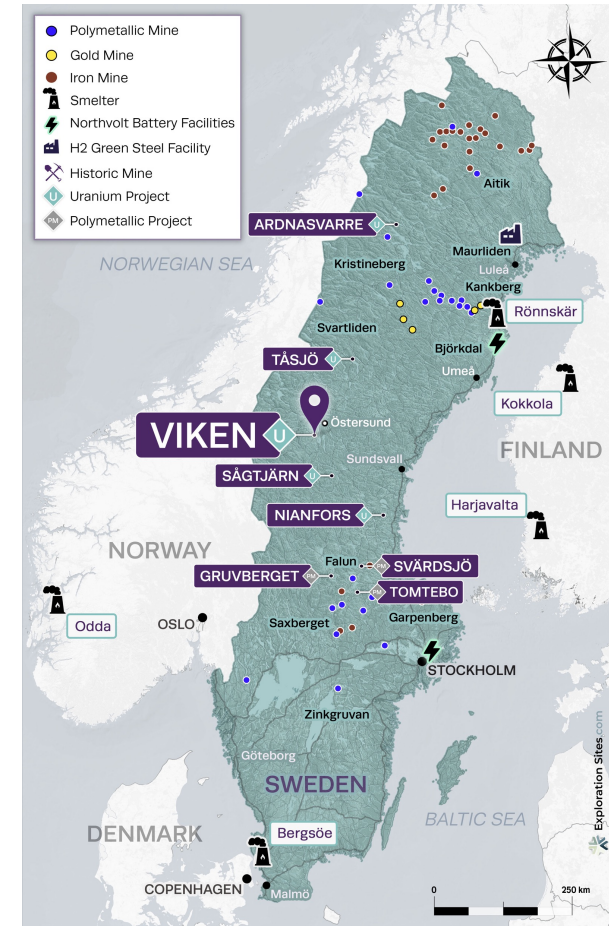 Polymetallic Mine
Gold Mine
Iron Mine
Smelter
Northvolt Battery Facilities
H2 Green Steel Facility
Historic Mine
U Uranium Project
PM Polymetallic Project
NORWEGIAN SEA
Aitik
ARDNASVARRE U
Maurliden
Luleå
Kristineberg
Kankberg
Rönnskär
Svartliden
Björkdal
TÅSJÖ U
Umeå
Kokkola
VIKEN U
Östersund
FINLAND
Sundsvall
SÅGTJÄRN U
Harjavalta
NIANFORS U
NORWAY
Falun
PM SVÄRDSJÖ
GRUVBERGET PM
PM TOMTEBO
Odda
OSLO
Saxberget
Garpenberg
STOCKHOLM
Zinkgruvan
Göteborg
SWEDEN
BALTIC SEA
DENMARK
Bergsöe
COPENHAGEN
Malmö
0 250 km
Exploration Sites.com